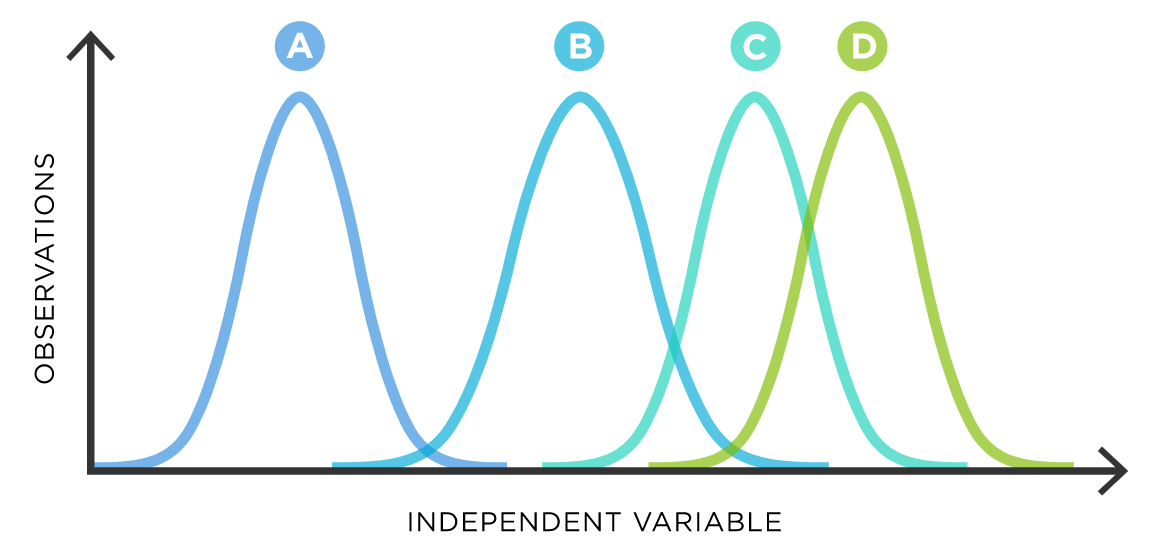 A B C D
OBSERVATIONS
INDEPENDENT VARIABLE